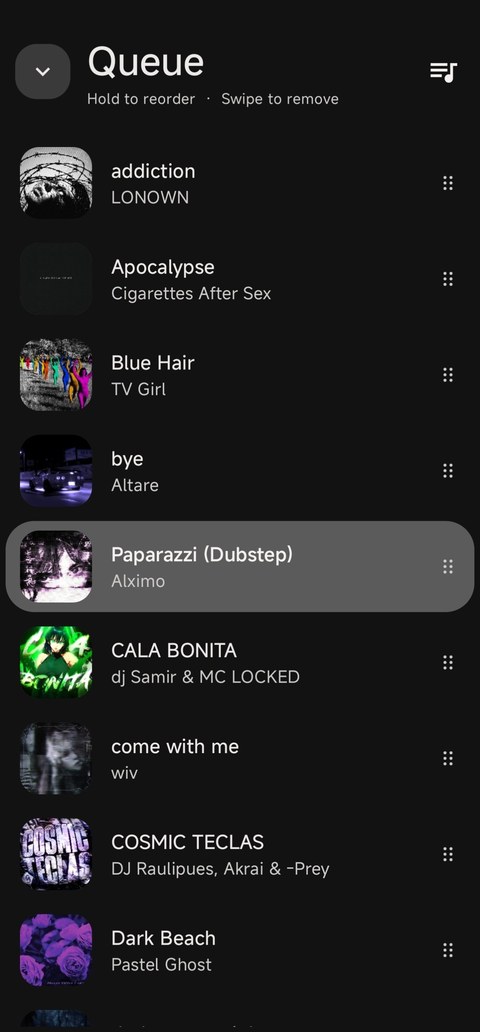 Queue
Hold to reorder · Swipe to remove
addiction
LONOWN
Apocalypse
Cigarettes After Sex
Blue Hair
TV Girl
bye
Altare
Paparazzi (Dubstep)
Alximo
CALA BONITA
dj Samir & MC LOCKED
come with me
wiv
COSMIC TECLAS
COSMIC
TECLAS
DJ Raulipues, Akrai & -Prey
Dark Beach
Pastel Ghost